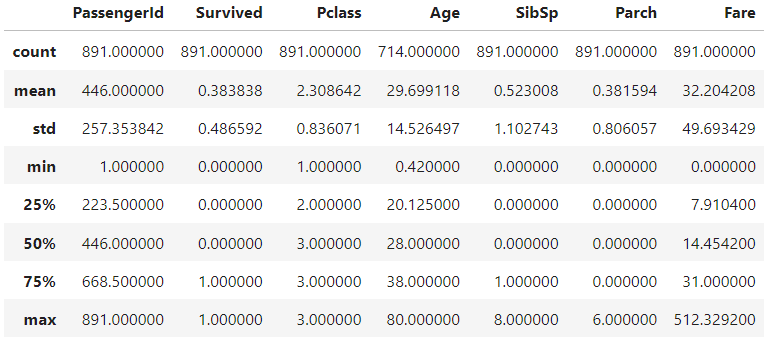 PassengerId Survived Pclass Age SibSp Parch Fare
count 891.000000 891.000000 891.000000 714.000000 891.000000 891.000000 891.000000
mean 446.000000 0.383838 2.308642 29.699118 0.523008 0.381594 32.204208
std 257.353842 0.486592 0.836071 14.526497 1.102743 0.806057 49.693429
min 1.000000 0.000000 1.000000 0.420000 0.000000 0.000000 0.000000
25% 223.500000 0.000000 2.000000 20.125000 0.000000 0.000000 7.910400
50% 446.000000 0.000000 3.000000 28.000000 0.000000 0.000000 14.454200
75% 668.500000 1.000000 3.000000 38.000000 1.000000 0.000000 31.000000
max 891.000000 1.000000 3.000000 80.000000 8.000000 6.000000 512.329200